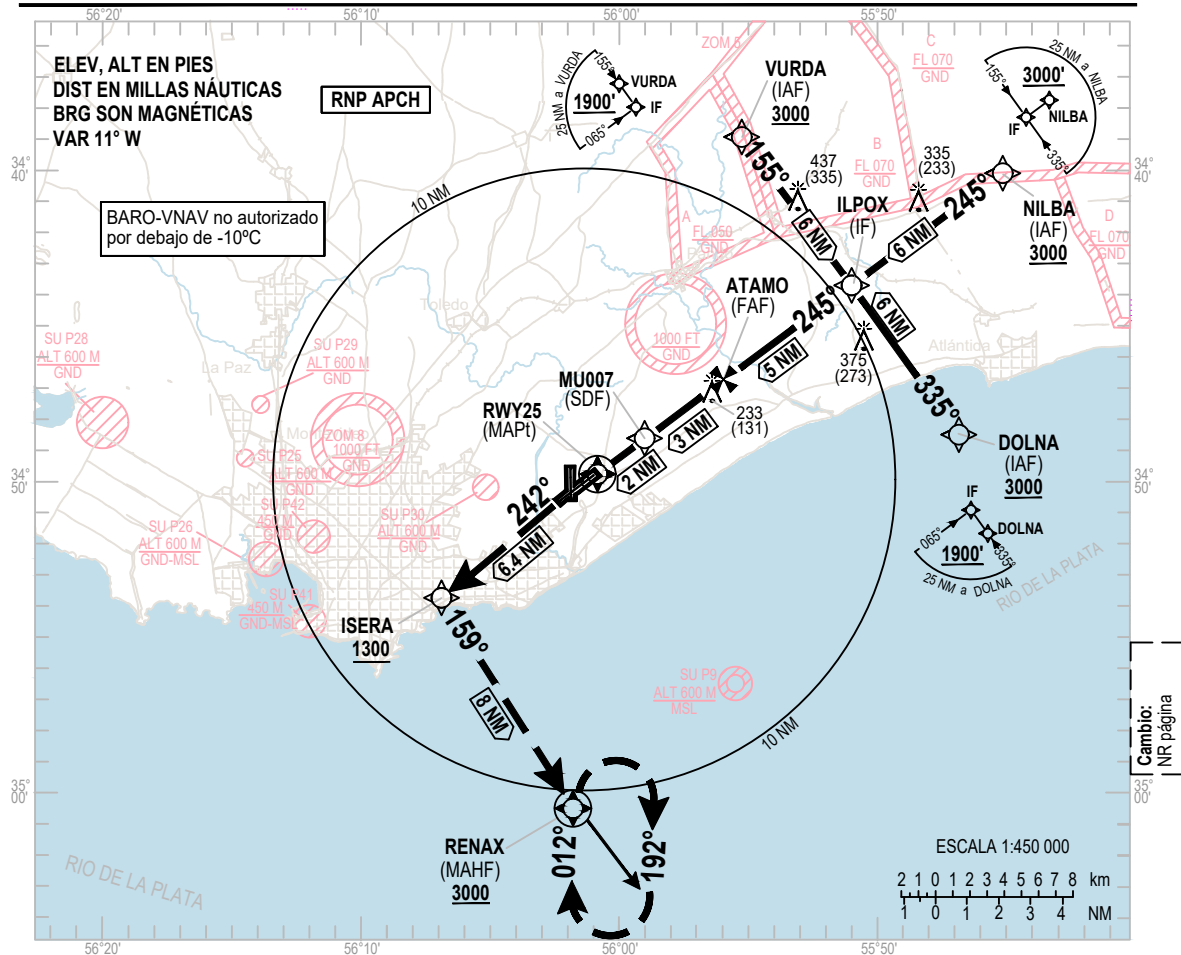 56°20'
56°10'
56°00'
55°50'
ELEV, ALT EN PIES
DIST EN MILLAS NÁUTICAS
BRG SON MAGNÉTICAS
VAR 11° W
RNP APCH
BARO-VNAV no autorizado
por debajo de -10ºC
25 NM a VURDA
155°
VURDA
1900'
IF
065°
ZOM 8
VURDA
(IAF)
3000
C
FL 070
GND
25 NM a NILBA
155°
3000'
NILBA
IF
335°
34°
40'
34°
40'
10 NM
155°
6 NM
437
(335)
B
FL 070
GND
335
(233)
ILPOX
(IF)
245°
6 NM
NILBA
(IAF)
3000
D
FL 070
GND
A
FL 050
GND
ATAMO
(FAF)
245°
6 NM
5 NM
375
(273)
Atlántida
335°
DOLNA
(IAF)
3000
Toledo
1000 FT
GND
SU P28
ALT 600 M
GND
La Paz
SU P29
ALT 600 M
GND
MU007
(SDF)
RWY25
(MAPt)
233
(131)
3 NM
2 NM
ZOM 8
1000 FT
GND
SU P25
ALT 600 M
GND
SU P42
450 M
GND
SU P30
ALT 600 M
GND
SU P26
ALT 600 M
GND-MSL
34°
50'
34°
50'
242°
6.4 NM
IF
DOLNA
065°
1900'
335°
25 NM a DOLNA
RIO DE LA PLATA
SU P41
450 M
GND-MSL
ISERA
1300
159°
8 NM
SU P9
ALT 600 M
MSL
10 NM
Cambio:
NR página
35°
00'
35°
00'
RENAX
(MAHF)
3000
012°
192°
RIO DE LA PLATA
ESCALA 1:450 000
2 1 0 1 2 3 4 5 6 7 8 km
1 0 1 2 3 4 NM
56°20'
56°10'
56°00'
55°50'